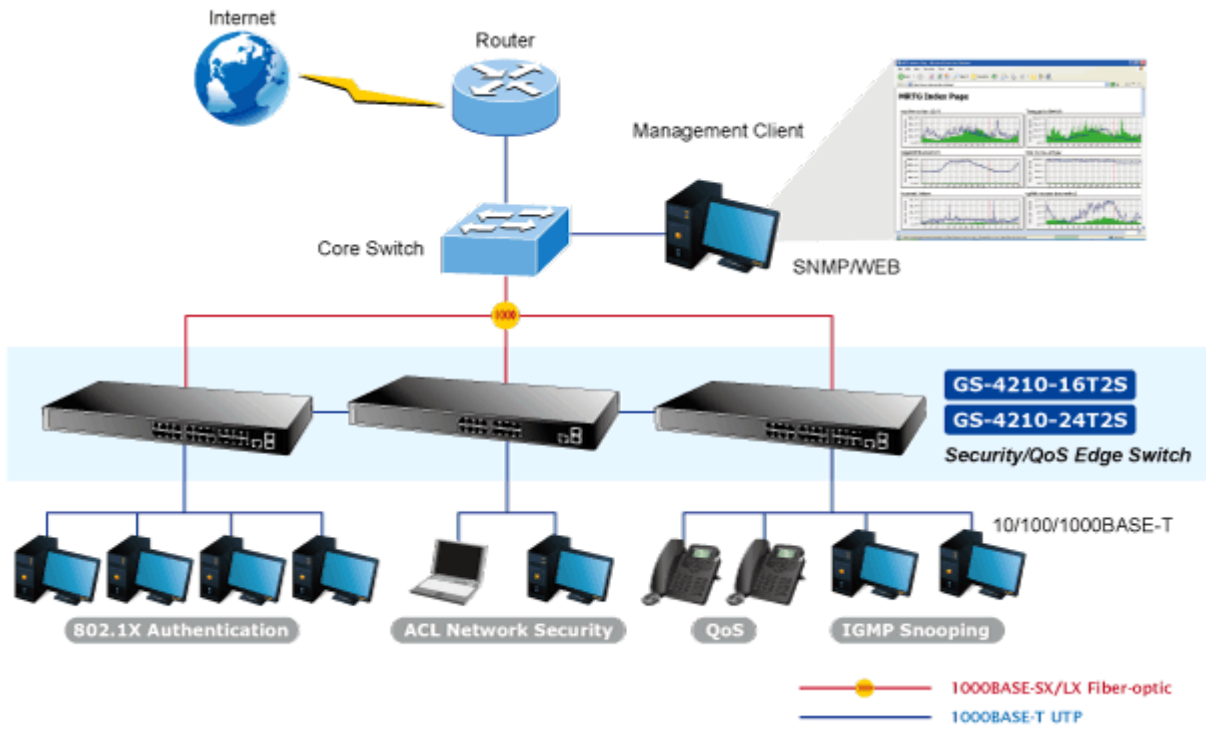 Internet
Router
Management Client
MRTG Index Page
Core Switch
SNMP/WEB
1000
GS-4210-16T2S
GS-4210-24T2S
Security/QoS Edge Switch
10/100/1000BASE-T
802.1X Authentication
ACL Network Security
QoS
IGMP Snooping
1000BASE-SX/LX Fiber-optic
1000BASE-T UTP